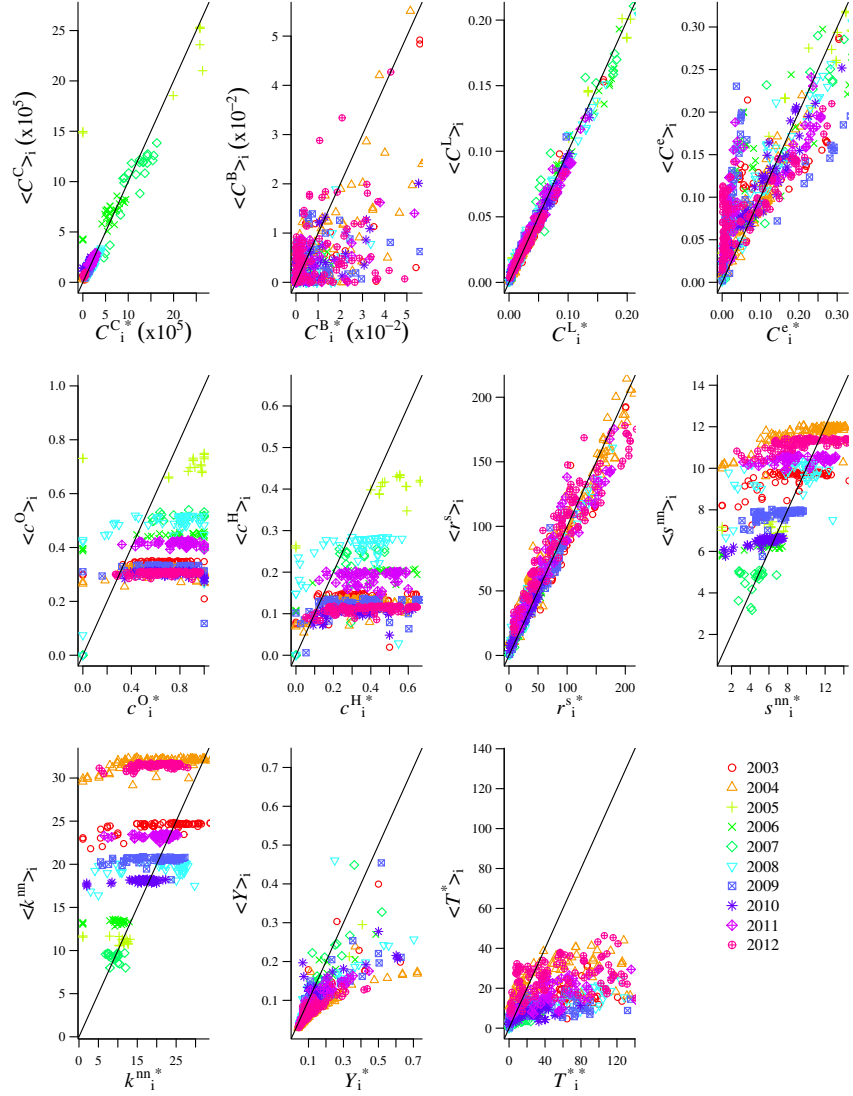 <C^C>_i (x10^5)
25
20
15
10
5
0
0 10 20
C^C_i^* (x10^5)
<C^B>_i (x10^-2)
5
4
3
2
1
0
0 1 2 3 4 5
C^B_i^* (x10^-2)
<C^L>_i
0.20
0.15
0.10
0.05
0.00
0.00 0.10 0.20
C^L_i^*
<C^e>_i
0.30
0.25
0.20
0.15
0.10
0.05
0.00
0.00 0.10 0.20 0.30
C^e_i^*
<c^O>_i
1.0
0.8
0.6
0.4
0.2
0.0
0.0 0.4 0.8
c^O_i^*
<c^H>_i
0.6
0.5
0.4
0.3
0.2
0.1
0.0
0.0 0.2 0.4 0.6
c^H_i^*
<r^s>_i
200
150
100
50
0
0 50 100 150 200
r^s_i^*
<s^nn>_i
14
12
10
8
6
4
2
2 4 6 8 12
s^nn_i^*
<k^nn>_i
30
25
20
15
10
5
0
0 5 15 25
k^nn_i^*
<Y>_i
0.7
0.6
0.5
0.4
0.3
0.2
0.1
0.1 0.3 0.5 0.7
Y_i^*
<T^*>_i
140
120
100
80
60
40
20
0
0 40 80 120
T_i^**
2003
2004
2005
2006
2007
2008
2009
2010
2011
2012